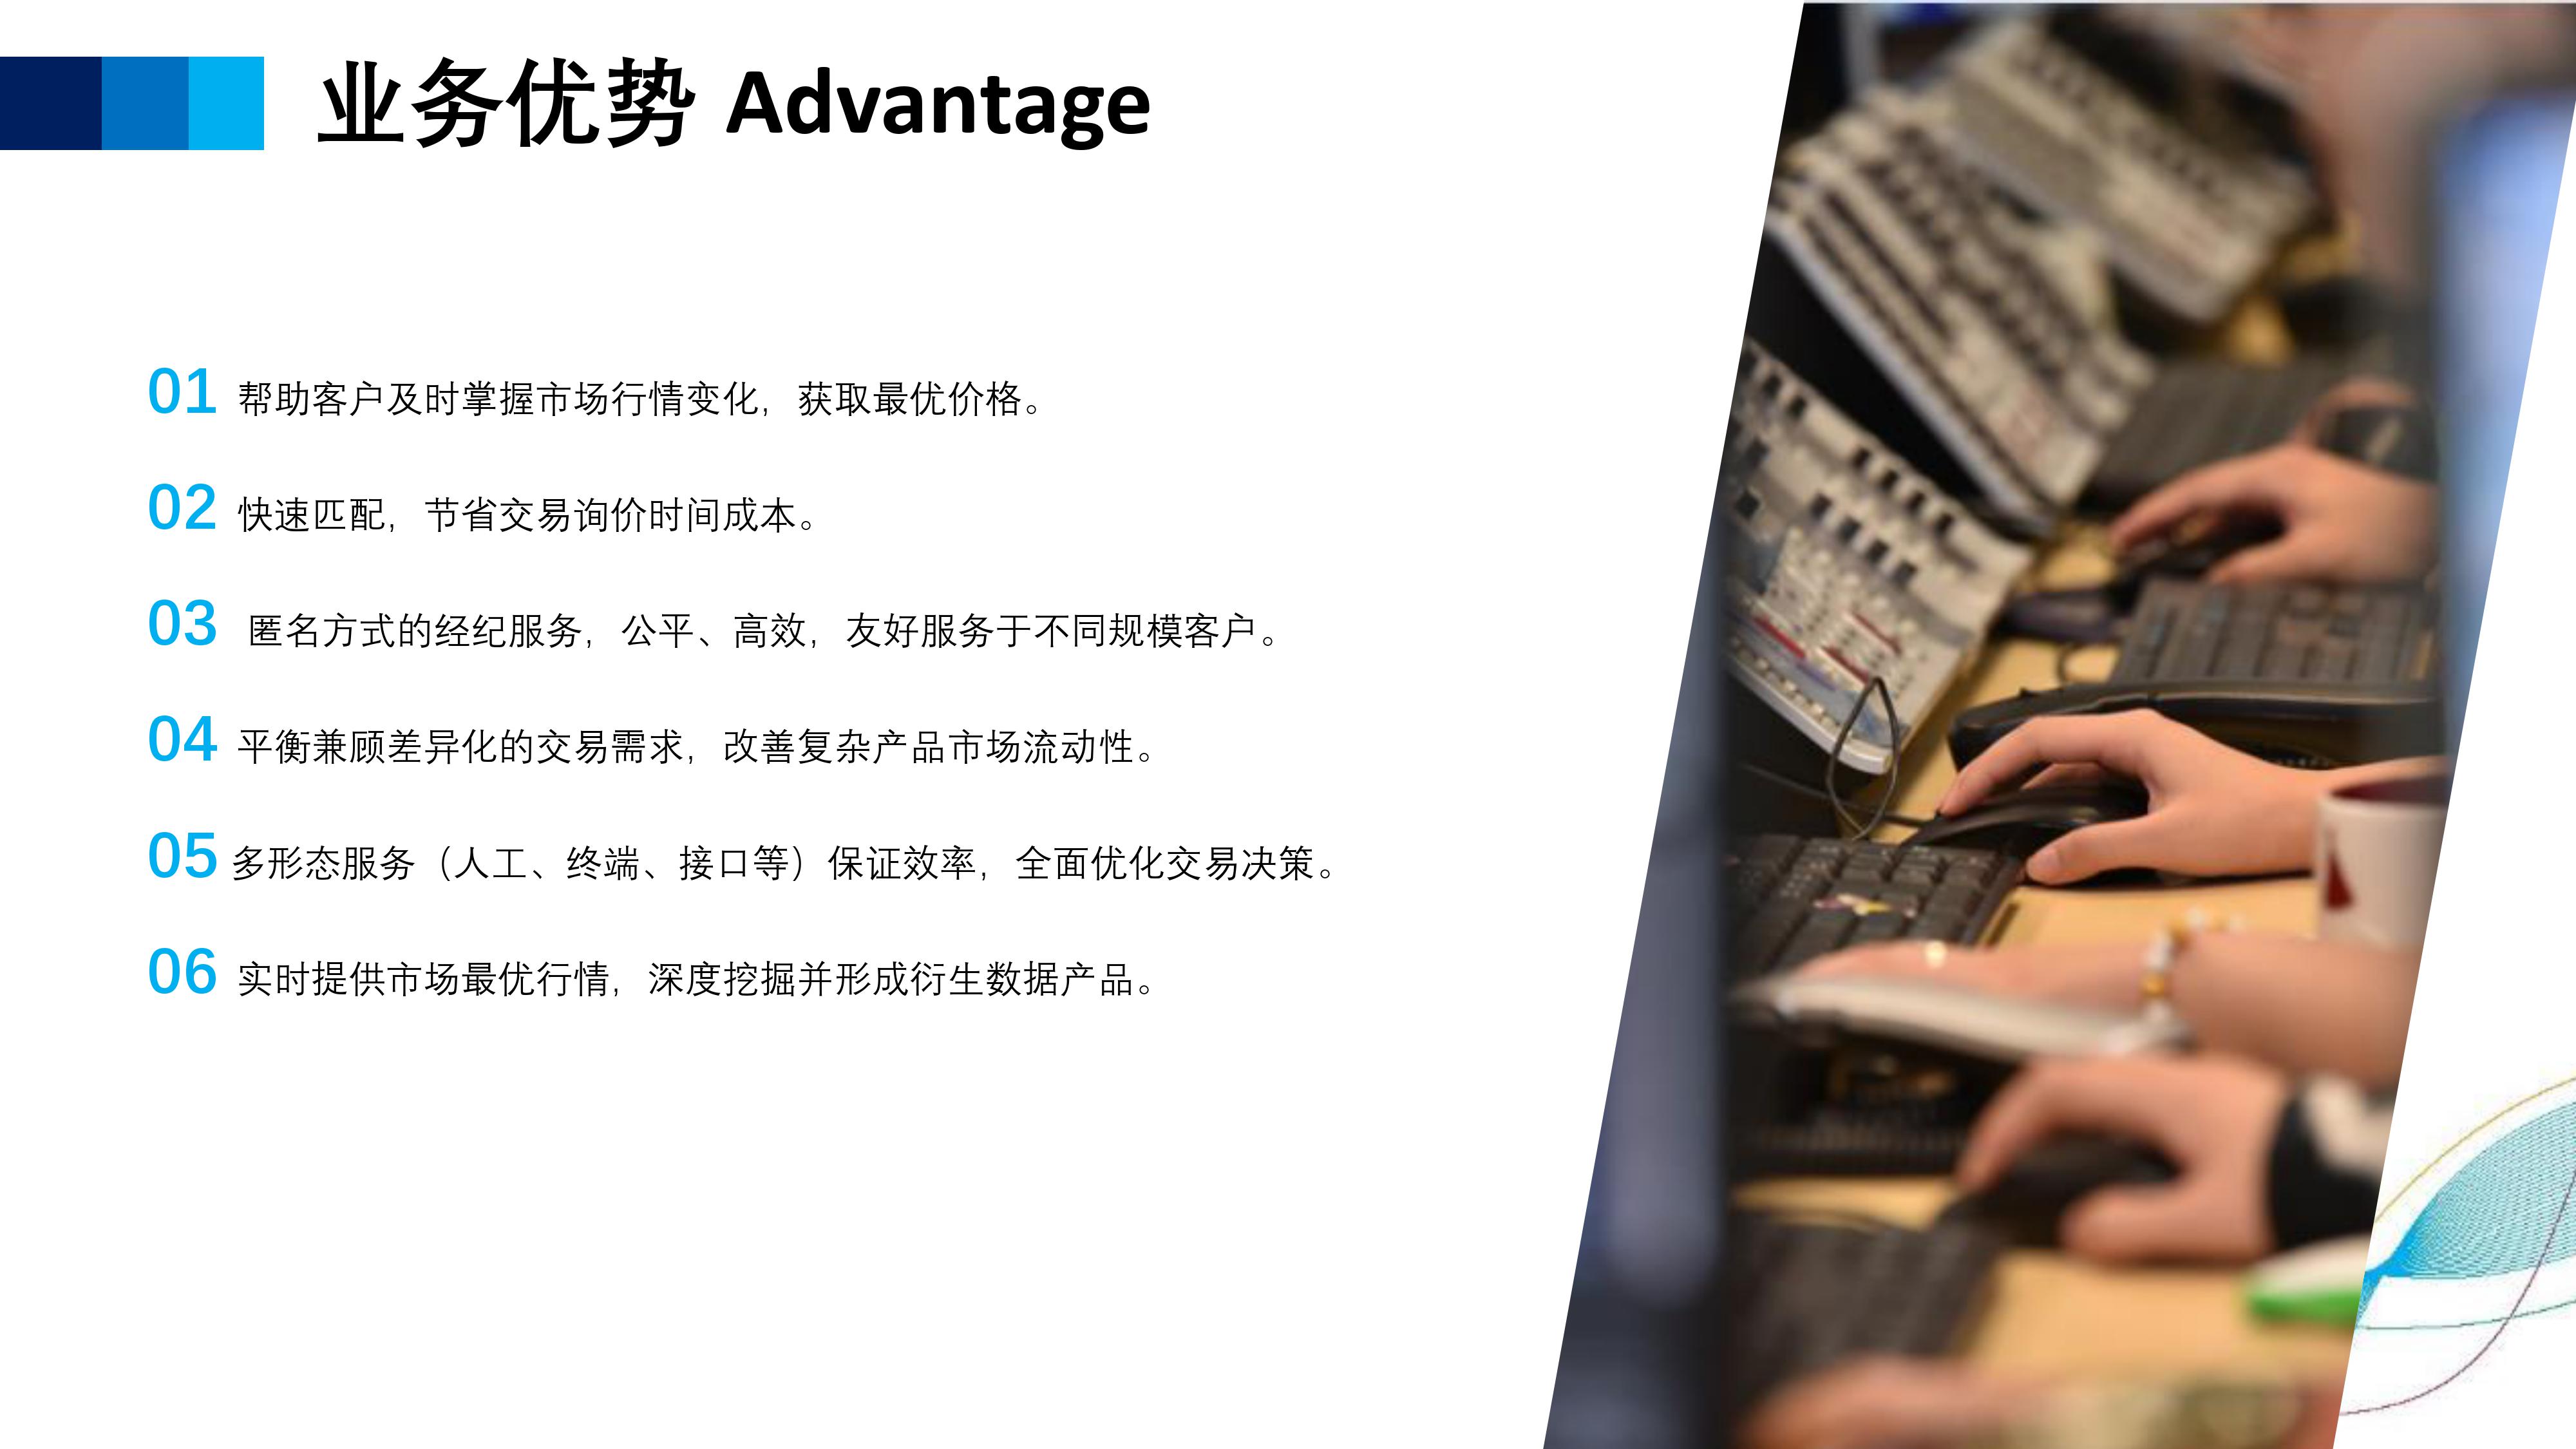 业务优势 Advantage
01 帮助客户及时掌握市场行情变化，获取最优价格。
02 快速匹配，节省交易询价时间成本。
03 匿名方式的经纪服务，公平、高效，友好服务于不同规模客户。
04 平衡兼顾差异化的交易需求，改善复杂产品市场流动性。
05 多形态服务（人工、终端、接口等）保证效率，全面优化交易决策。
06 实时提供市场最优行情，深度挖掘并形成衍生数据产品。